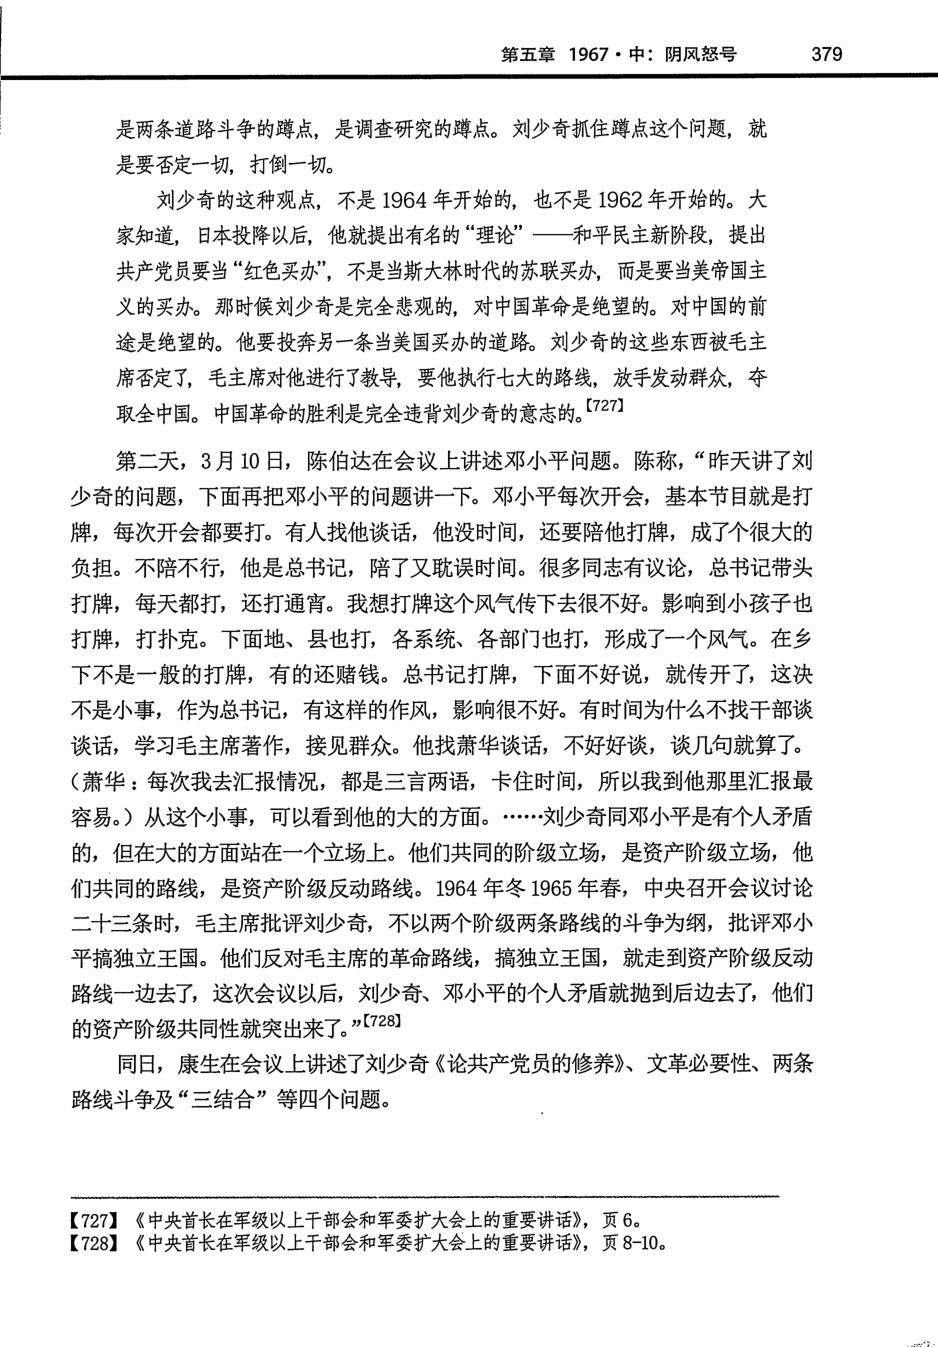 第五章 1967·中：阴风怒号 379
是两条道路斗争的蹲点，是调查研究的蹲点。刘少奇抓住蹲点这个问题，就
是要否定一切，打倒一切。
刘少奇的这种观点，不是 1964 年开始的，也不是 1962 年开始的。大
家知道，日本投降以后，他就提出有名的“理论”——和平民主新阶段，提出
共产党员要当“红色买办”，不是当斯大林时代的苏联买办，而是要当美帝国主
义的买办。那时候刘少奇是完全悲观的，对中国革命是绝望的。对中国的前
途是绝望的。他要投奔另一条当美国买办的道路。刘少奇的这些东西被毛主
席否定了，毛主席对他进行了教导，要他执行七大的路线，放手发动群众，夺
取全中国。中国革命的胜利是完全违背刘少奇的意志的。【727】
第二天，3 月 10 日，陈伯达在会议上讲述邓小平问题。陈称，“昨天讲了刘
少奇的问题，下面再把邓小平的问题讲一下。邓小平每次开会，基本节目就是打
牌，每次开会都要打。有人找他谈话，他没时间，还要陪他打牌，成了个很大的
负担。不陪不行，他是总书记，陪了又耽误时间。很多同志有议论，总书记带头
打牌，每天都打，还打通宵。我想打牌这个风气传下去很不好。影响到小孩子也
打牌，打扑克。下面地、县也打，各系统、各部门也打，形成了一个风气。在乡
下不是一般的打牌，有的还赌钱。总书记打牌，下面不好说，就传开了，这决
不是小事，作为总书记，有这样的作风，影响很不好。有时间为什么不找干部谈
谈话，学习毛主席著作，接见群众。他找萧华谈话，不好好谈，谈几句就算了。
（萧华：每次我去汇报情况，都是三言两语，卡住时间，所以我到他那里汇报最
容易。）从这个小事，可以看到他的大的方面。……刘少奇同邓小平是有个人矛盾
的，但在大的方面站在一个立场上。他们共同的阶级立场，是资产阶级立场，他
们共同的路线，是资产阶级反动路线。1964 年冬 1965 年春，中央召开会议讨论
二十三条时，毛主席批评刘少奇，不以两个阶级两条路线的斗争为纲，批评邓小
平搞独立王国。他们反对毛主席的革命路线，搞独立王国，就走到资产阶级反动
路线一边去了，这次会议以后，刘少奇、邓小平的个人矛盾就抛到后边去了，他们
的资产阶级共同性就突出来了。”【728】
同日，康生在会议上讲述了刘少奇《论共产党员的修养》、文革必要性、两条
路线斗争及“三结合”等四个问题。
【727】《中央首长在军级以上干部会和军委扩大会上的重要讲话》，页 6。
【728】《中央首长在军级以上干部会和军委扩大会上的重要讲话》，页 8-10。